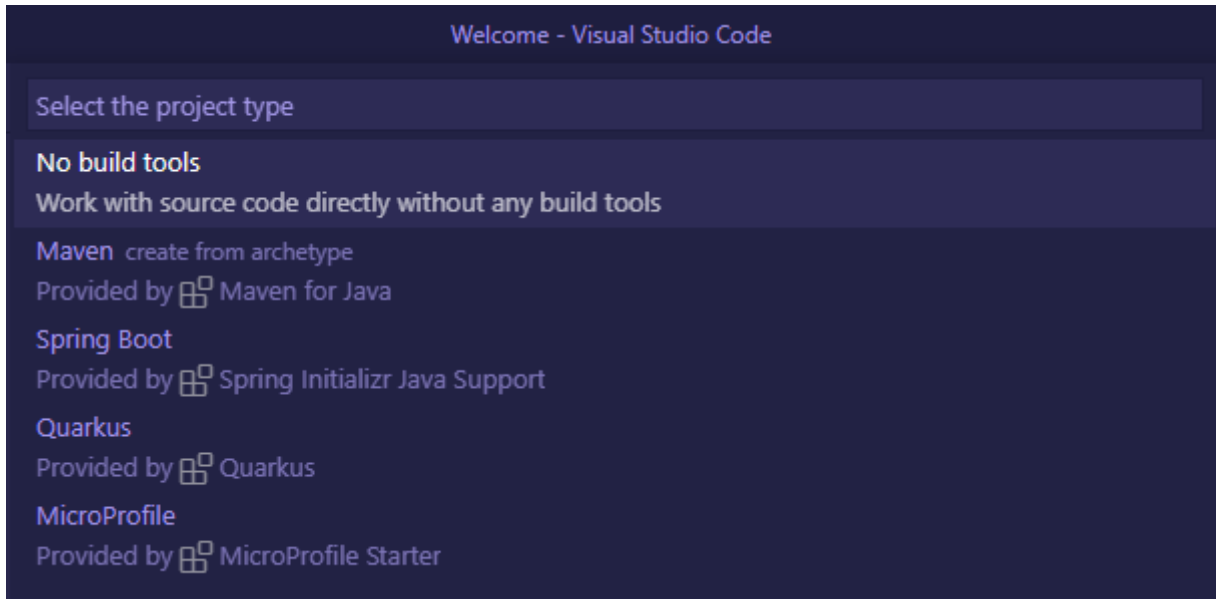 Welcome - Visual Studio Code
Select the project type
No build tools
Work with source code directly without any build tools
Maven create from archetype
Provided by Maven for Java
Spring Boot
Provided by Spring Initializr Java Support
Quarkus
Provided by Quarkus
MicroProfile
Provided by MicroProfile Starter